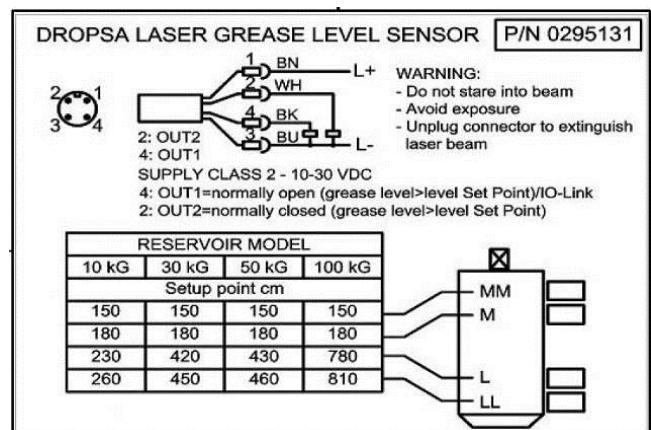 DROPSA LASER GREASE LEVEL SENSOR P/N 0295131
1 BN L+
2 WH
4 BK
3 BU L-
2 1
3 4
2: OUT2
4: OUT1
WARNING:
- Do not stare into beam
- Avoid exposure
- Unplug connector to extinguish
laser beam
SUPPLY CLASS 2 - 10-30 VDC
4: OUT1=normally open (grease level>level Set Point)/IO-Link
2: OUT2=normally closed (grease level>level Set Point)
RESERVOIR MODEL
10 kG 30 kG 50 kG 100 kG
Setup point cm
150 150 150 150 MM
180 180 180 180 M
230 420 430 780 L
260 450 460 810 LL